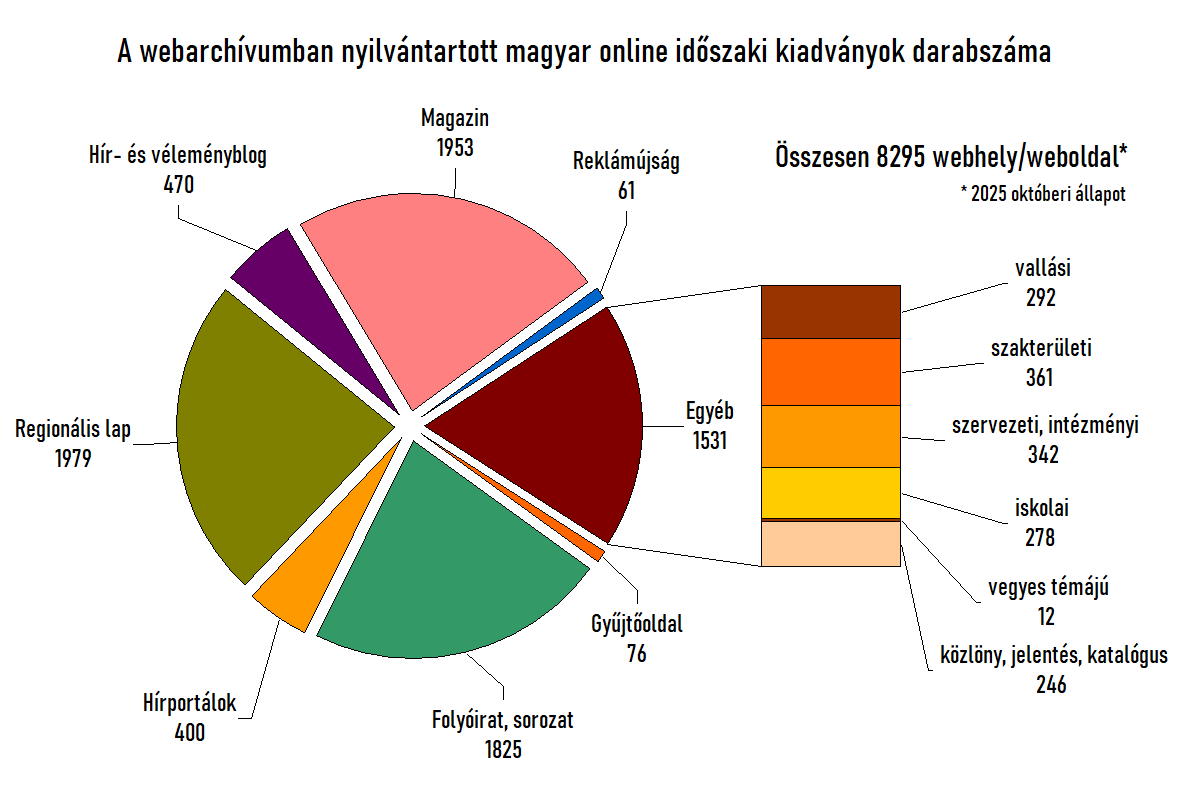 A webarchívumban nyilvántartott magyar online időszaki kiadványok darabszáma
Magazin
1953
Hír- és véleményblog
470
Reklámújság
61
Összesen 8295 webhely/weboldal*
* 2025 októberi állapot
vallási
292
szakterületi
361
Egyéb
1531
szervezeti, intézményi
342
Regionális lap
1979
iskolai
278
vegyes témájú
12
Gyűjtőoldal
76
közlöny, jelentés, katalógus
246
Hírportálok
400
Folyóirat, sorozat
1825